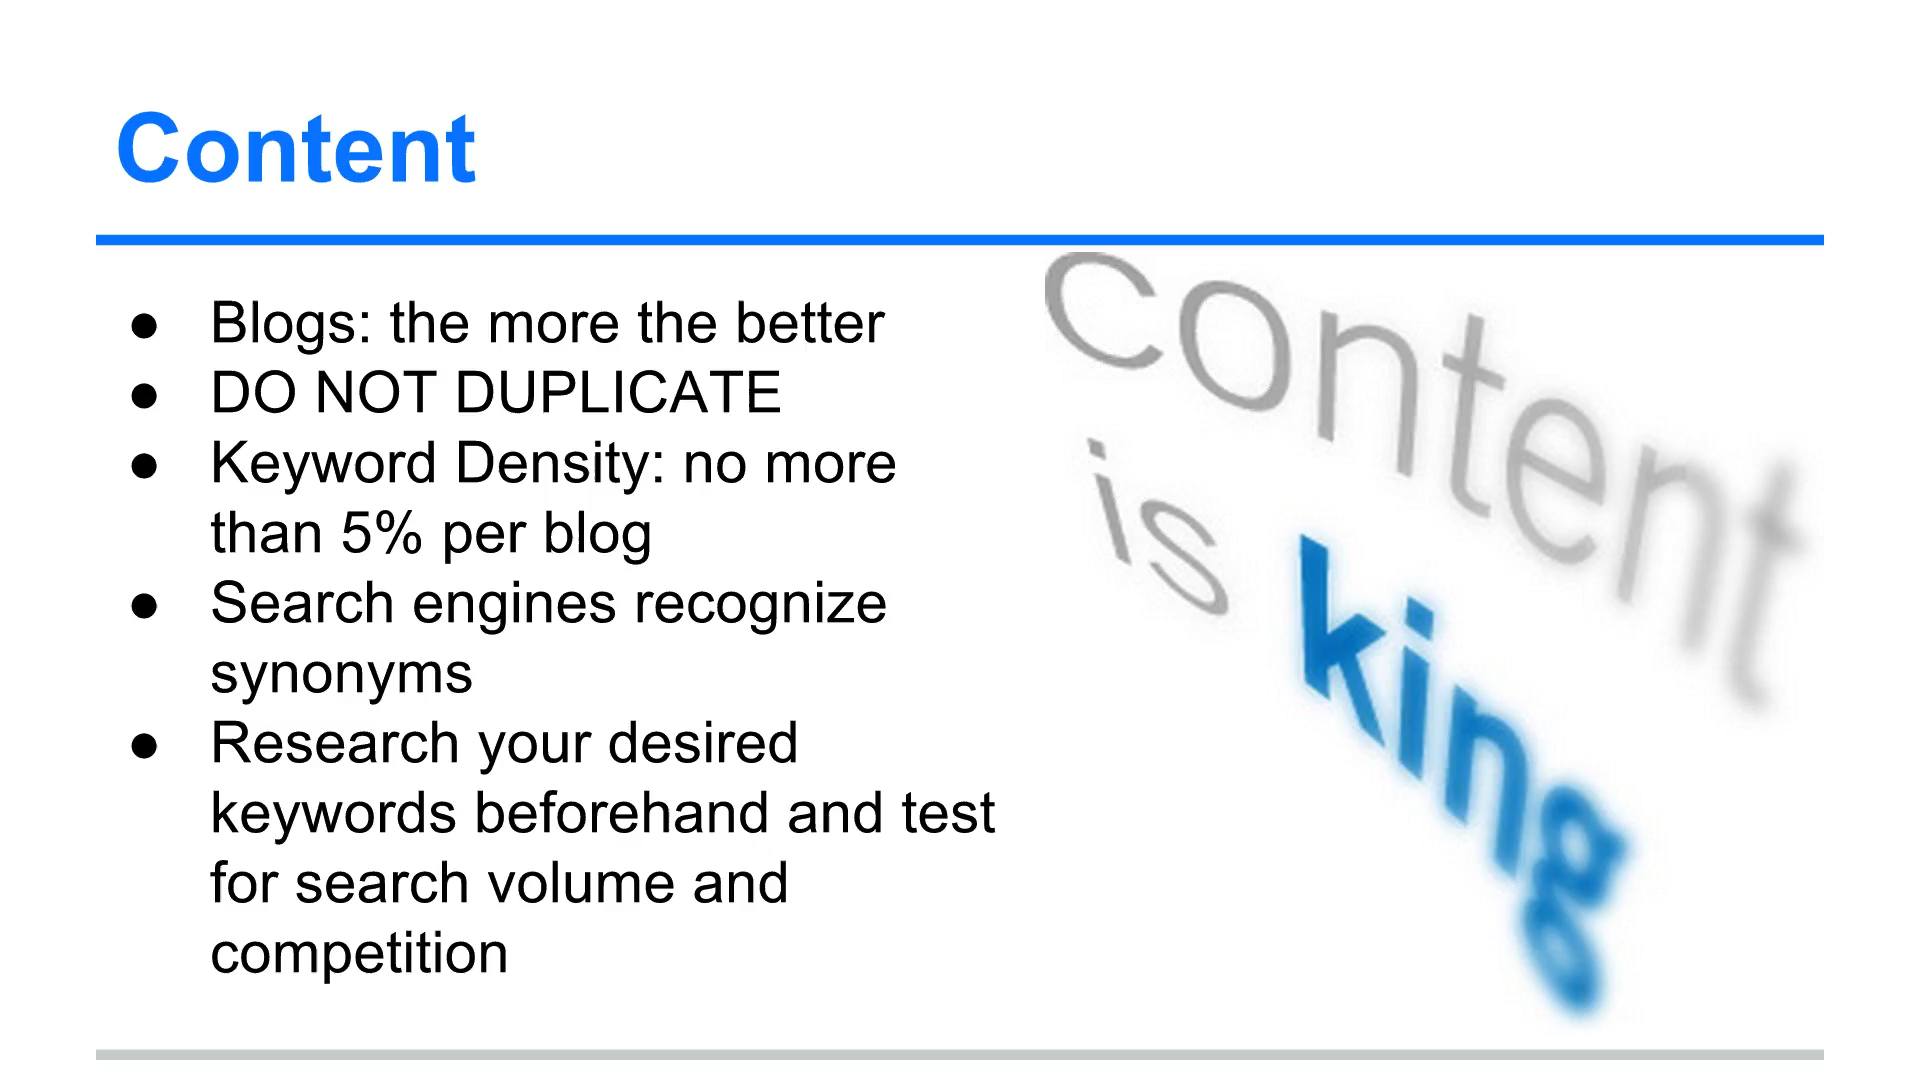 Content
● Blogs: the more the better
● DO NOT DUPLICATE
● Keyword Density: no more
than 5% per blog
● Search engines recognize
synonyms
● Research your desired
keywords beforehand and test
for search volume and
competition
content
is king